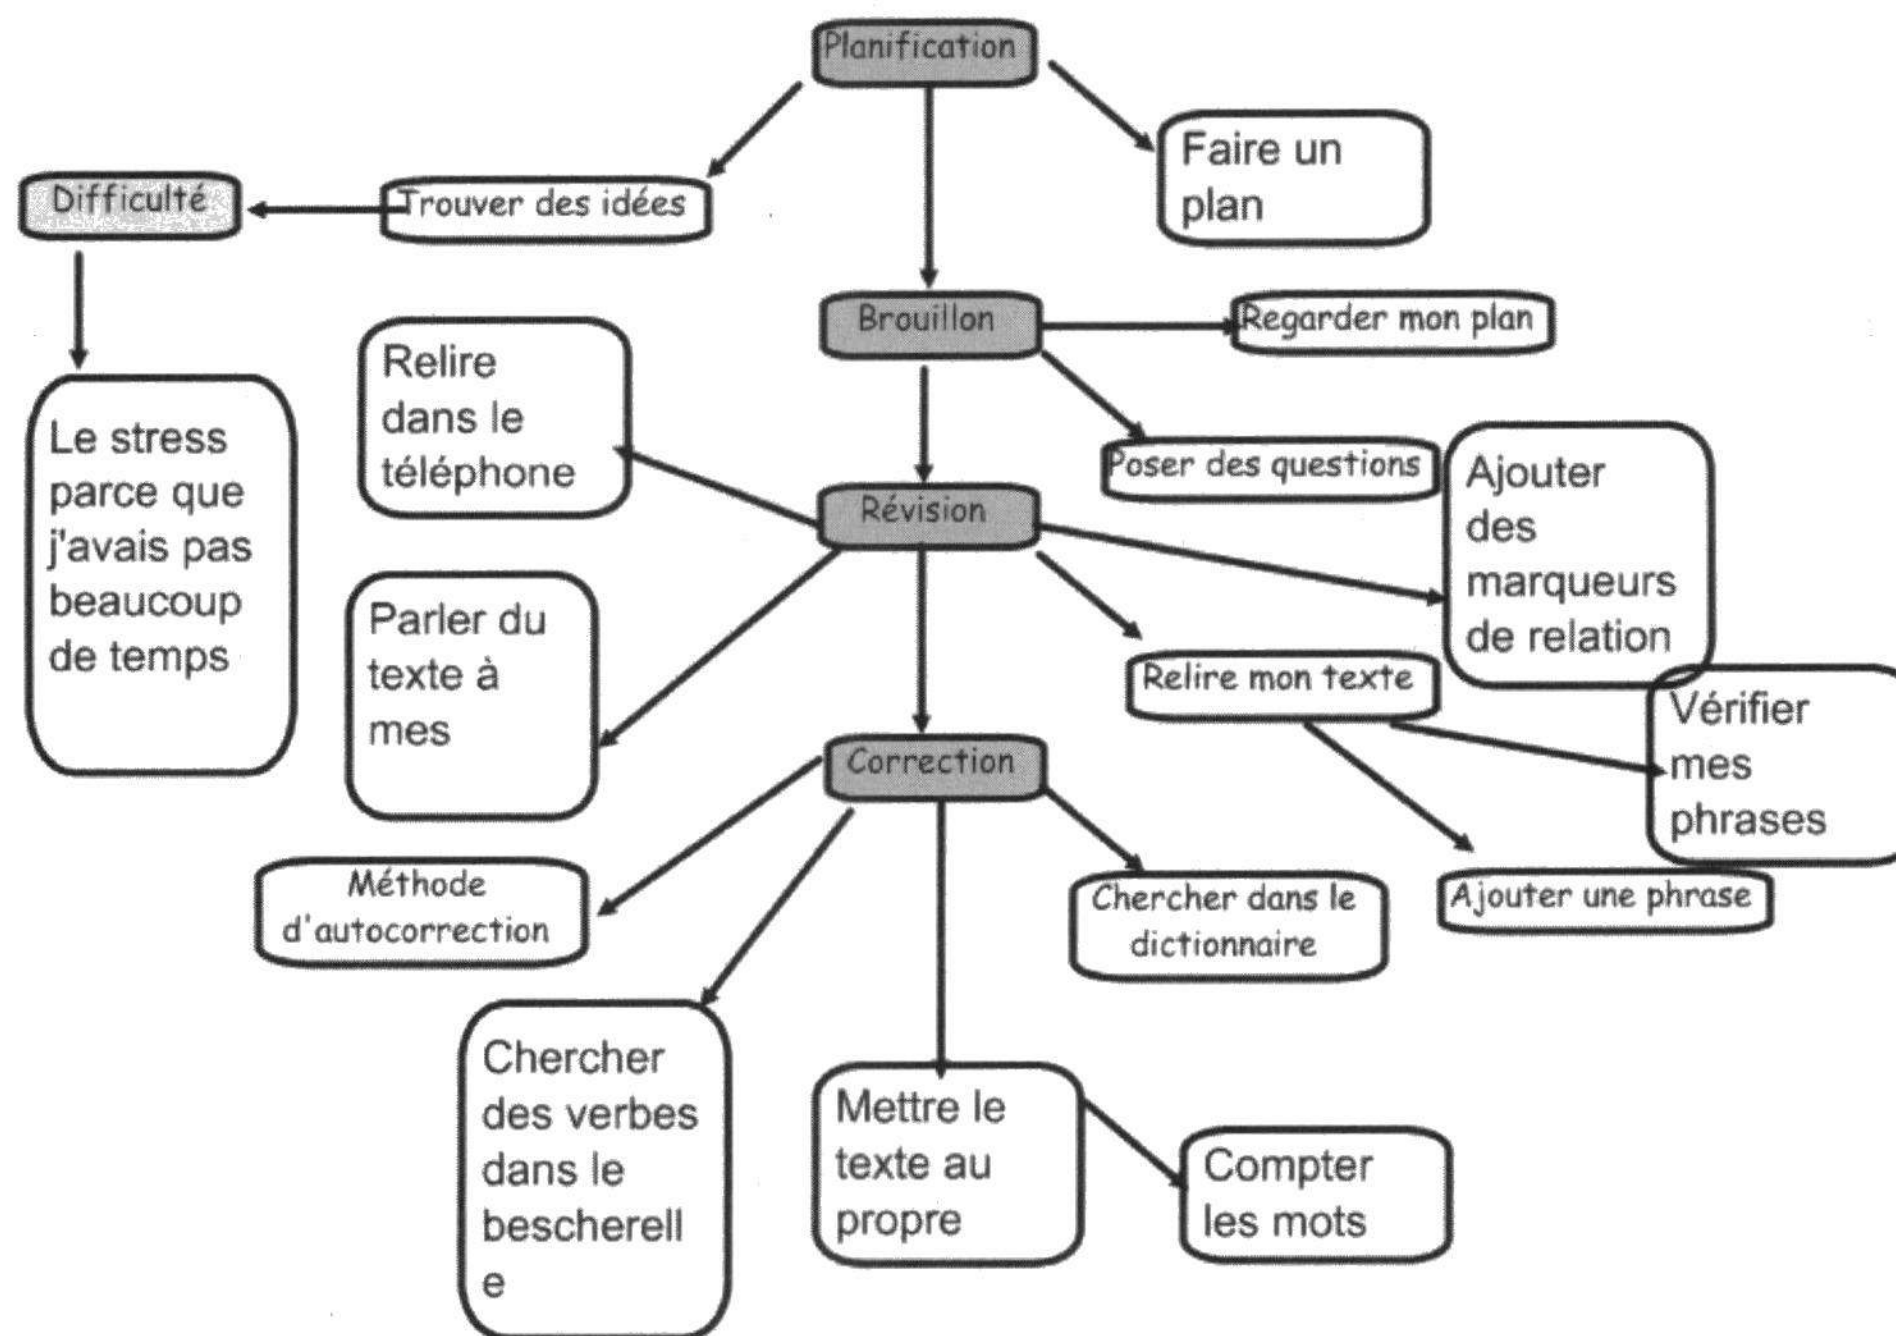 Planification
Faire un
plan
Difficulté
Trouver des idées
Brouillon
Regarder mon plan
Relire
dans le
téléphone
Le stress
parce que
j'avais pas
beaucoup
de temps
Poser des questions
Révision
Ajouter
des
marqueurs
de relation
Parler du
texte à
mes
Relire mon texte
Vérifier
mes
phrases
Correction
Méthode
d'autocorrection
Chercher dans le
dictionnaire
Ajouter une phrase
Chercher
des verbes
dans le
bescherell
e
Mettre le
texte au
propre
Compter
les mots